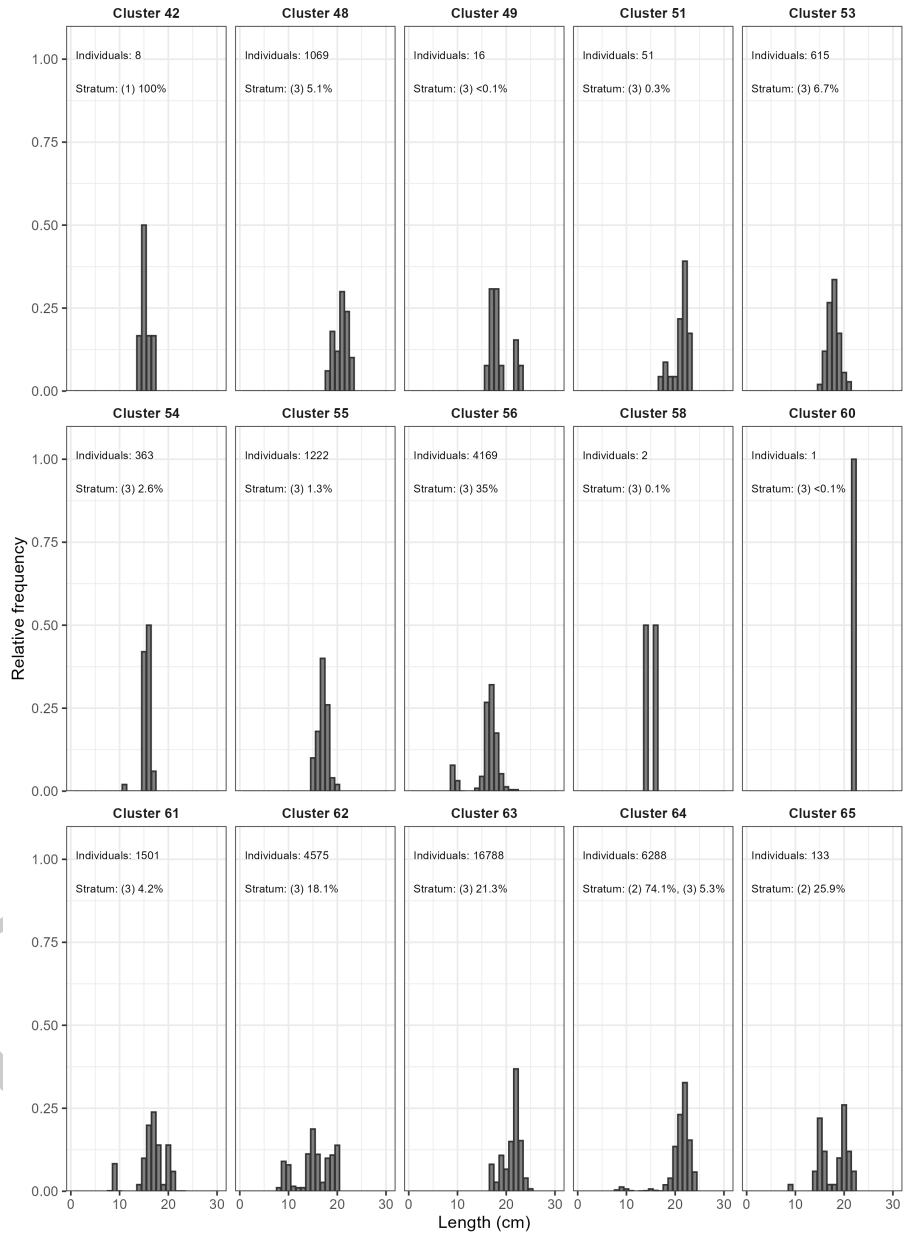 Cluster 42 Cluster 48 Cluster 49 Cluster 51 Cluster 53
Individuals: 8 Individuals: 1069 Individuals: 16 Individuals: 51 Individuals: 615
1.00
Stratum: (1) 100% Stratum: (3) 5.1% Stratum: (3) <0.1% Stratum: (3) 0.3% Stratum: (3) 6.7%
0.75
0.50
0.25
0.00
Cluster 54 Cluster 55 Cluster 56 Cluster 58 Cluster 60
Individuals: 363 Individuals: 1222 Individuals: 4169 Individuals: 2 Individuals: 1
1.00
Stratum: (3) 2.6% Stratum: (3) 1.3% Stratum: (3) 35% Stratum: (3) 0.1% Stratum: (3) <0.1%
0.75
Relative frequency
0.50
0.25
0.00
Cluster 61 Cluster 62 Cluster 63 Cluster 64 Cluster 65
Individuals: 1501 Individuals: 4575 Individuals: 16788 Individuals: 6288 Individuals: 133
1.00
Stratum: (3) 4.2% Stratum: (3) 18.1% Stratum: (3) 21.3% Stratum: (2) 74.1%, (3) 5.3% Stratum: (2) 25.9%
0.75
0.50
0.25
0.00
0 10 20 30 0 10 20 30 0 10 20 30 0 10 20 30 0 10 20 30
Length (cm)